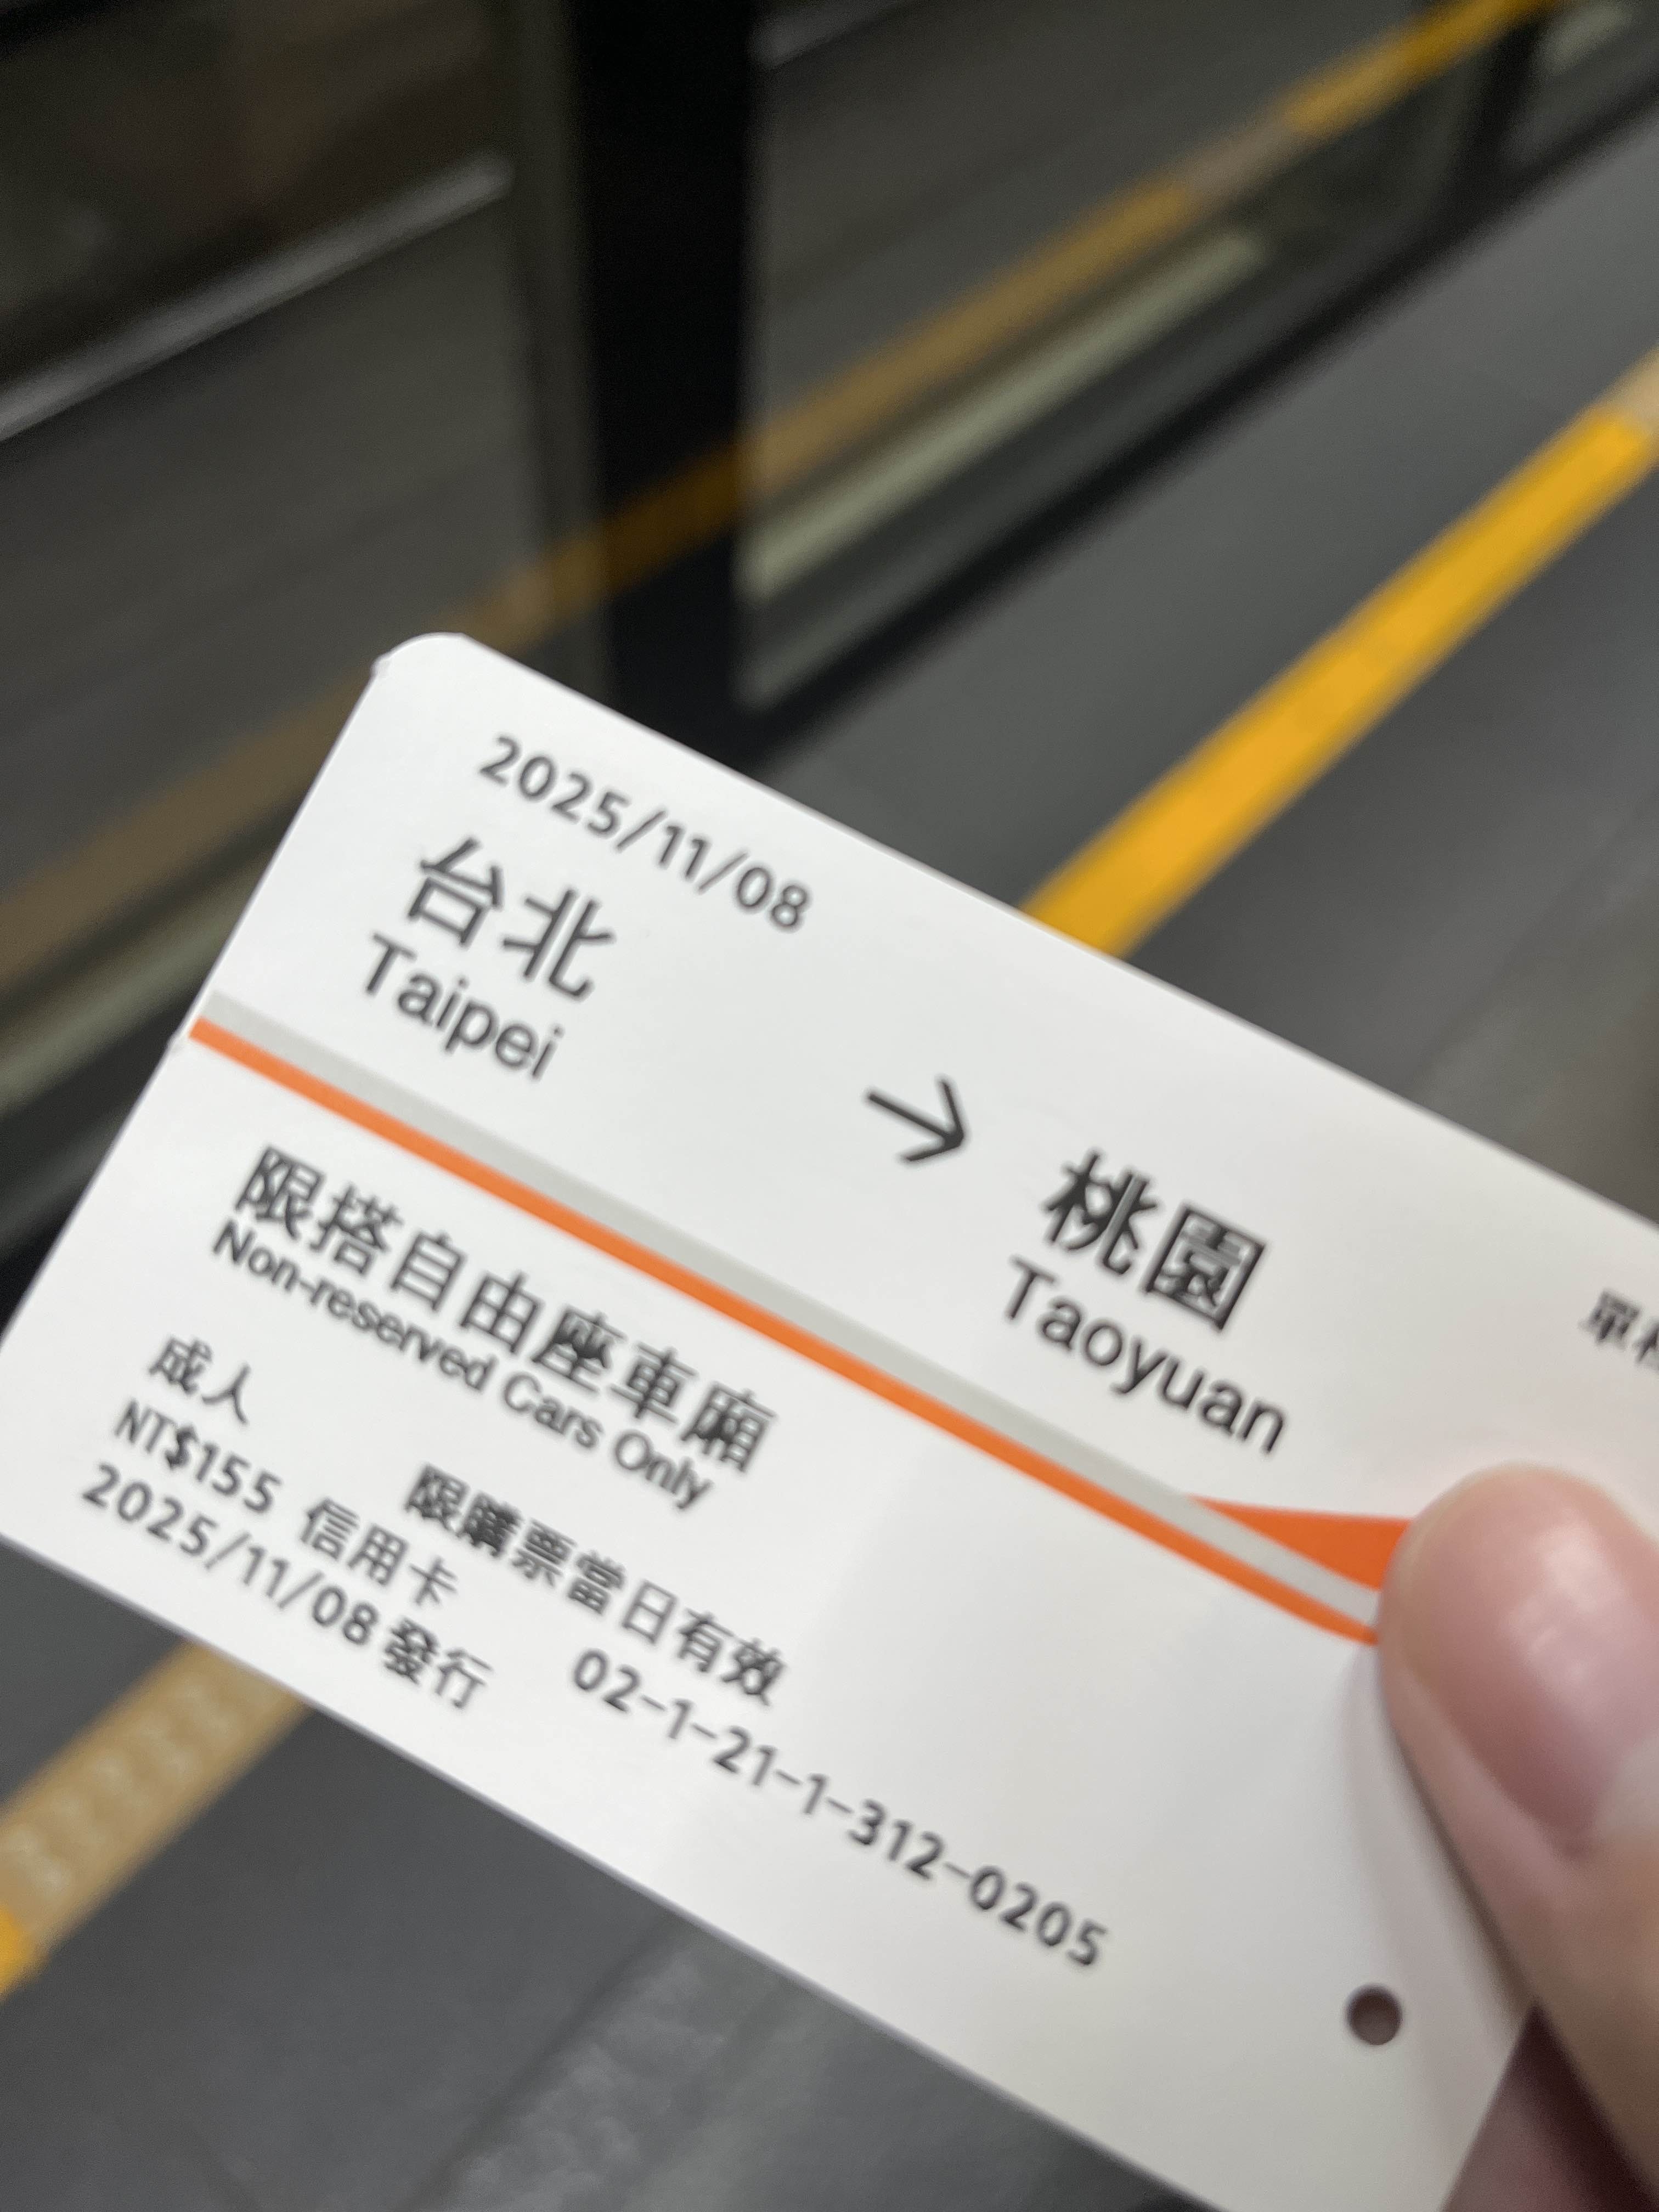 2025/11/08
台北 → 桃園
Taipei Taoyuan
限搭自由座車廂
Non-reserved Cars Only
成人
限購票當日有效
NT$155 信用卡
2025/11/08發行 02-1-21-1-312-0205